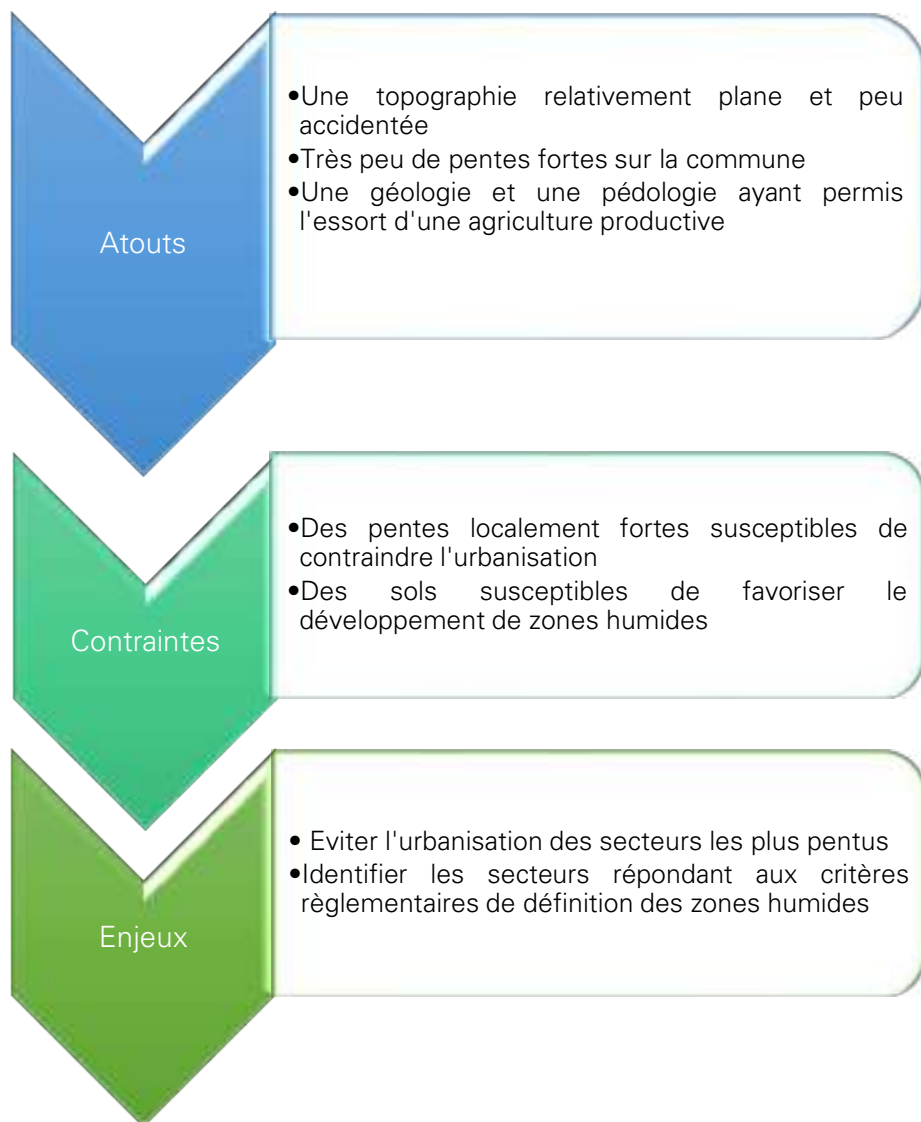 Atouts
•Une topographie relativement plane et peu
accidentée
•Très peu de pentes fortes sur la commune
•Une géologie et une pédologie ayant permis
l'essort d'une agriculture productive
Contraintes
•Des pentes localement fortes susceptibles de
contraindre l'urbanisation
•Des sols susceptibles de favoriser le
développement de zones humides
Enjeux
• Eviter l'urbanisation des secteurs les plus pentus
•Identifier les secteurs répondant aux critères
règlementaires de définition des zones humides